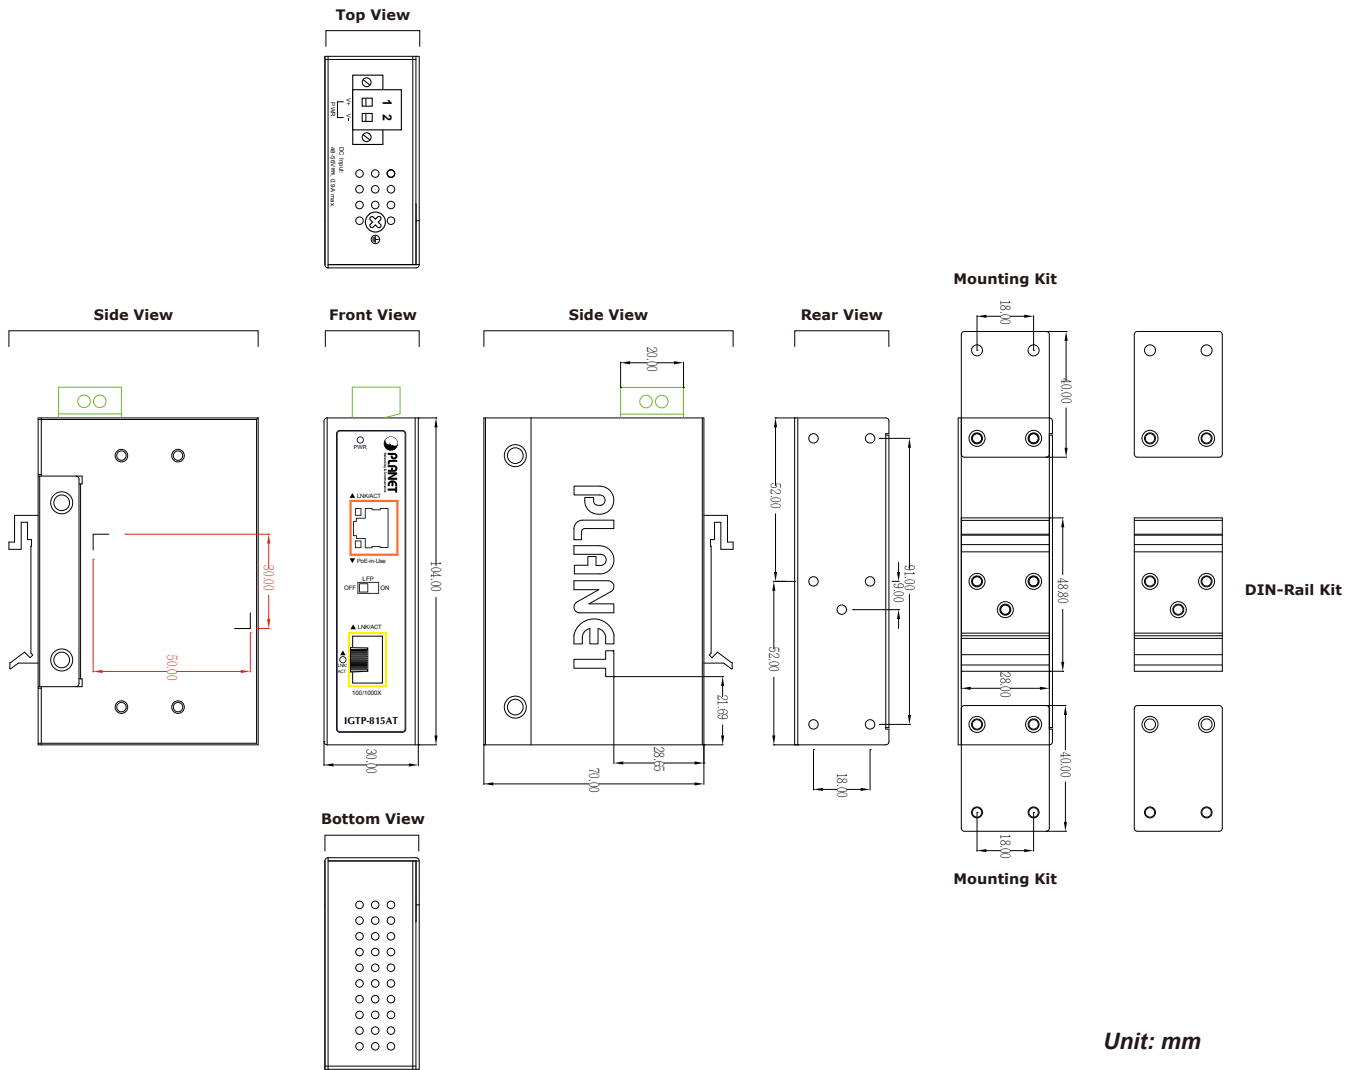 Top View
1
2
V+
V-
PWR
DC Input:
48-56V, 0.9A max.
Mounting Kit
Side View
Front View
Side View
Rear View
18.00
20.00
40.00
PWR
PLANET
LNK/ACT
PoE-in-Use
LFP
OFF
ON
LNK/ACT
LNK
ACT
100/1000X
IGTP-815AT
104.00
30.00
30.00
50.00
PLANET
21.69
28.65
70.00
52.00
52.00
91.00
9.00
18.00
48.80
28.00
DIN-Rail Kit
40.00
18.00
Bottom View
Mounting Kit
Unit: mm